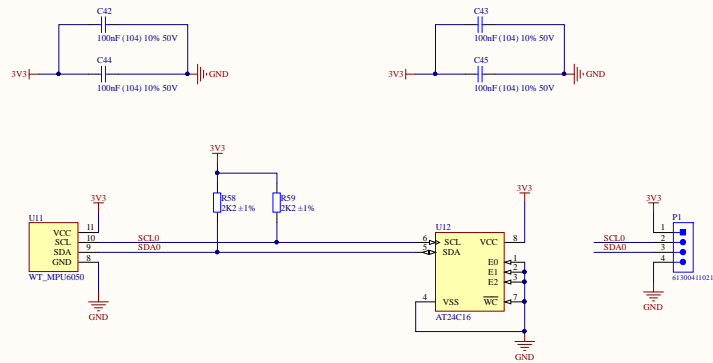 C42
100nF (104) 10% 50V
3V3
C44
100nF (104) 10% 50V
GND
C43
100nF (104) 10% 50V
3V3
C45
100nF (104) 10% 50V
GND
3V3
R58
2K2 ±1%
R59
2K2 ±1%
U11
3V3
VCC 11
SCL 10 SCL0
SDA 9 SDA0
GND 8
WT_MPU6050
GND
U12
3V3
6 SCL VCC 8
5 SDA
E0 1
E1 2
E2 3
4 VSS WC 7
AT24C16
GND
P1
3V3
1
SCL0 2
SDA0 3
4
61300411021
GND